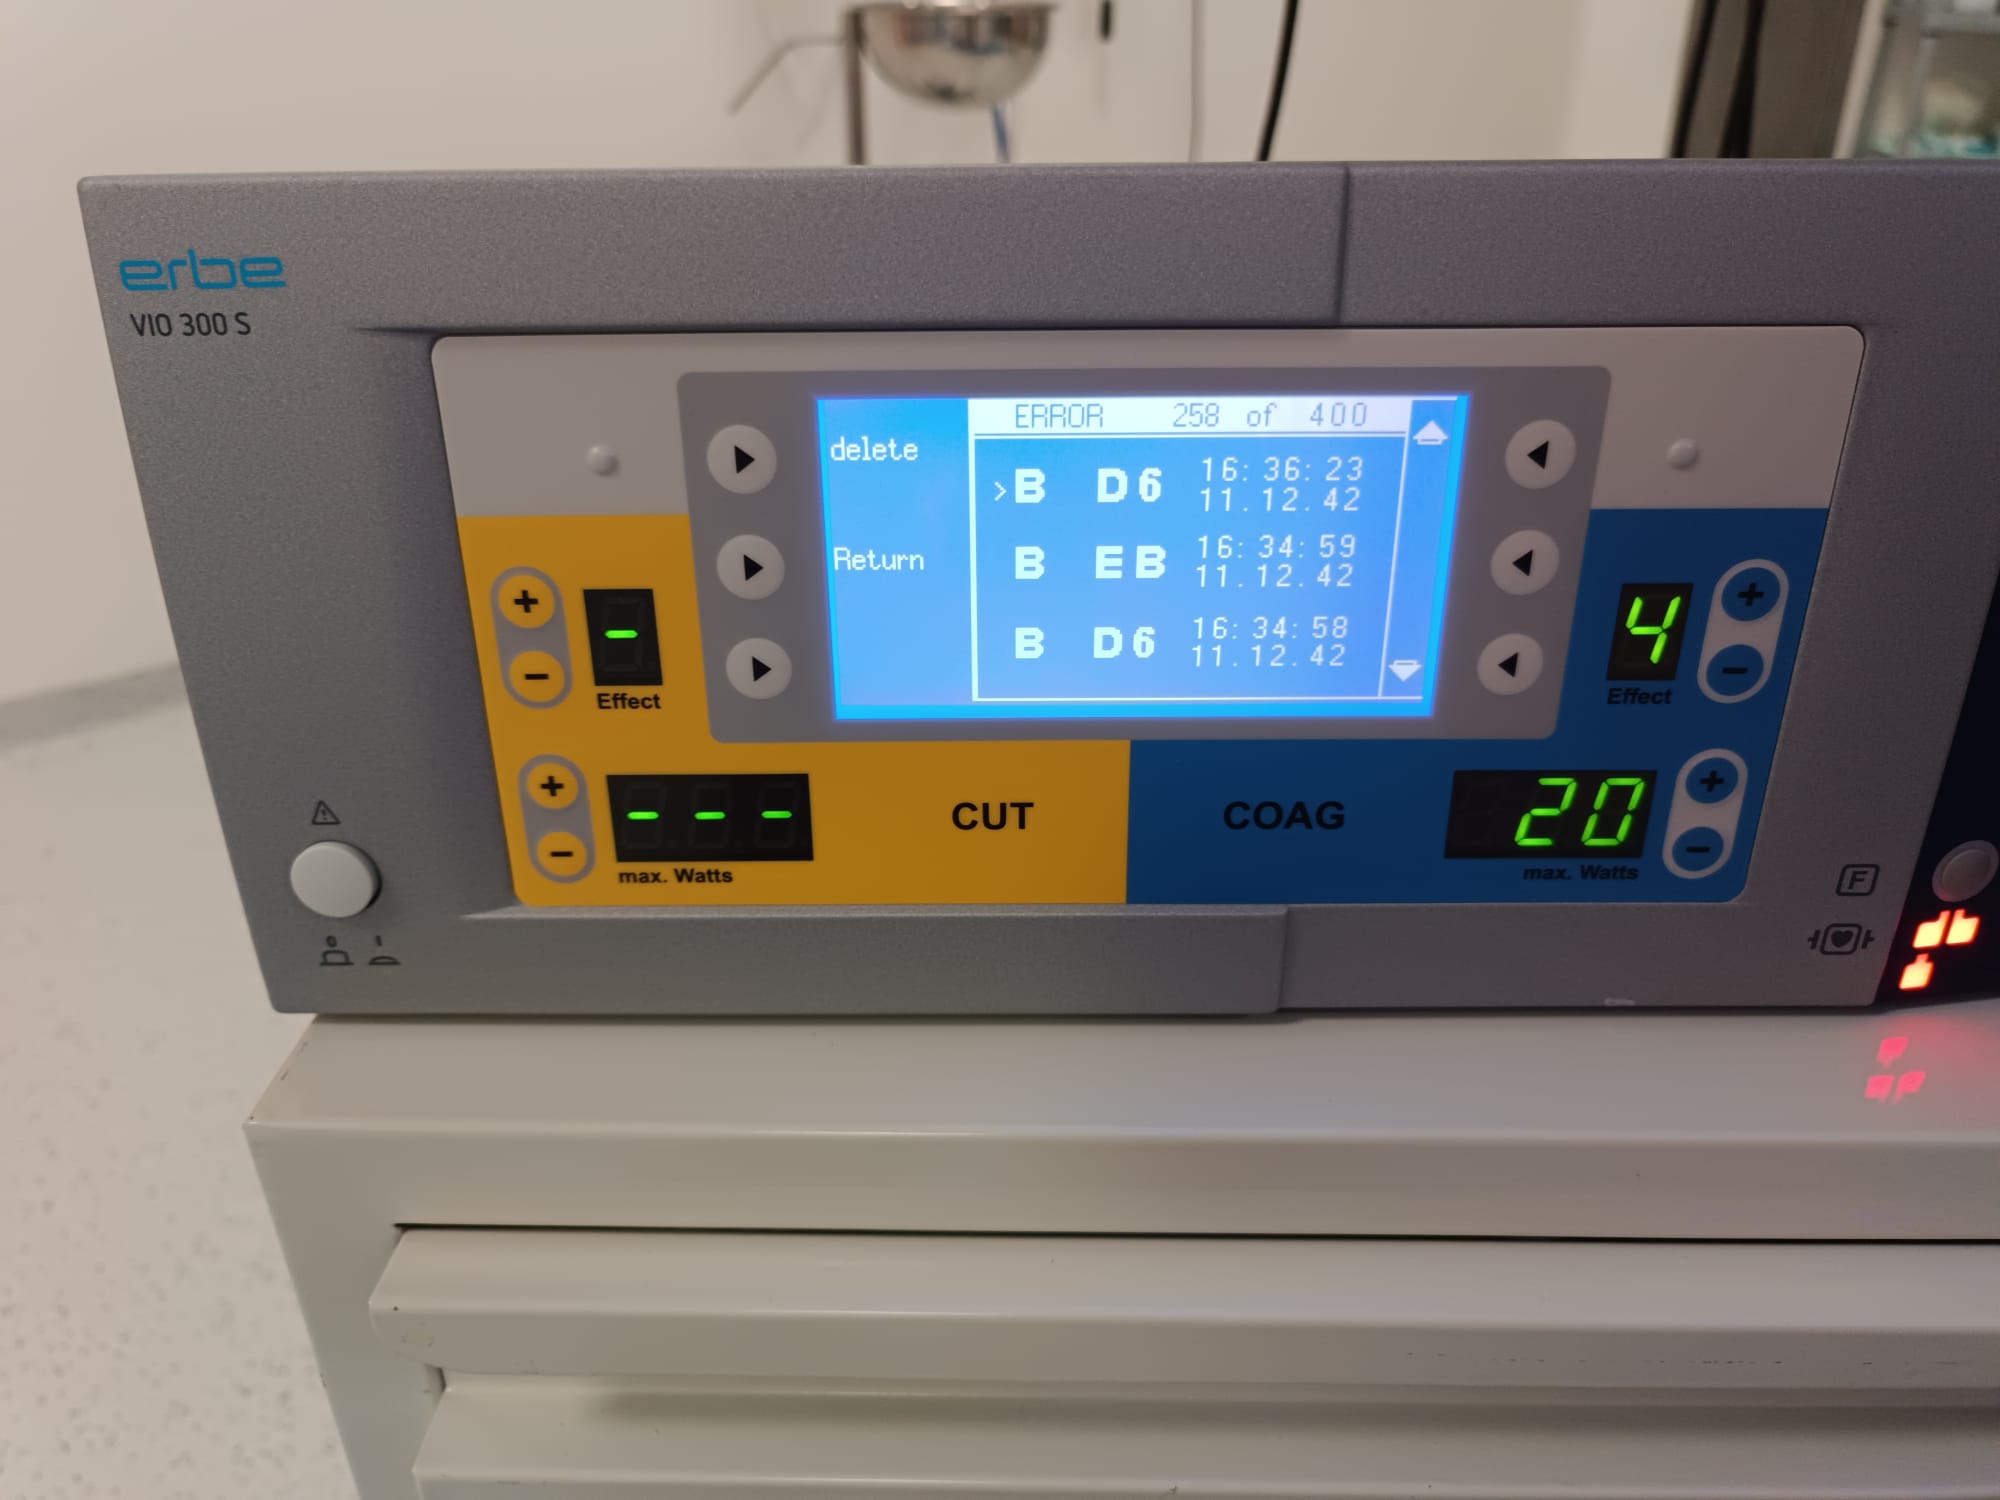 erbe
VIO 300 S
ERROR 258 of 400
delete
> B D6 16:36:23
11.12.42
Return
B EB 16:34:59
11.12.42
B D6 16:34:58
11.12.42
+
-
-
Effect
4
+
-
Effect
+
-
- - -
max. Watts
CUT
COAG
20
max. Watts
+
-
F
0 I